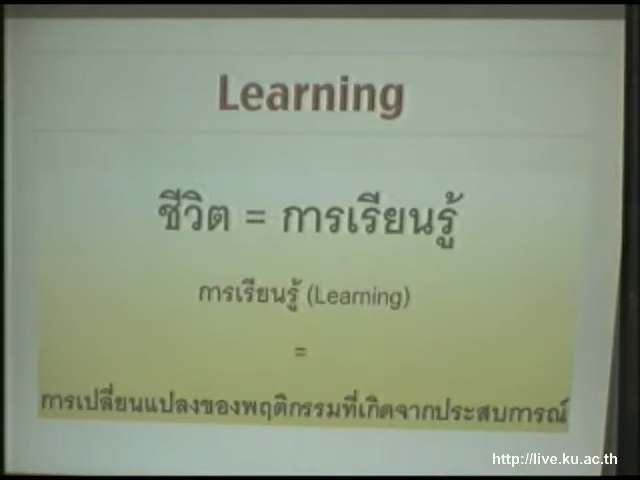 Learning
ชีวิต = การเรียนรู้
การเรียนรู้ (Learning)
=
การเปลี่ยนแปลงของพฤติกรรมที่เกิดจากประสบการณ์
http://live.ku.ac.th